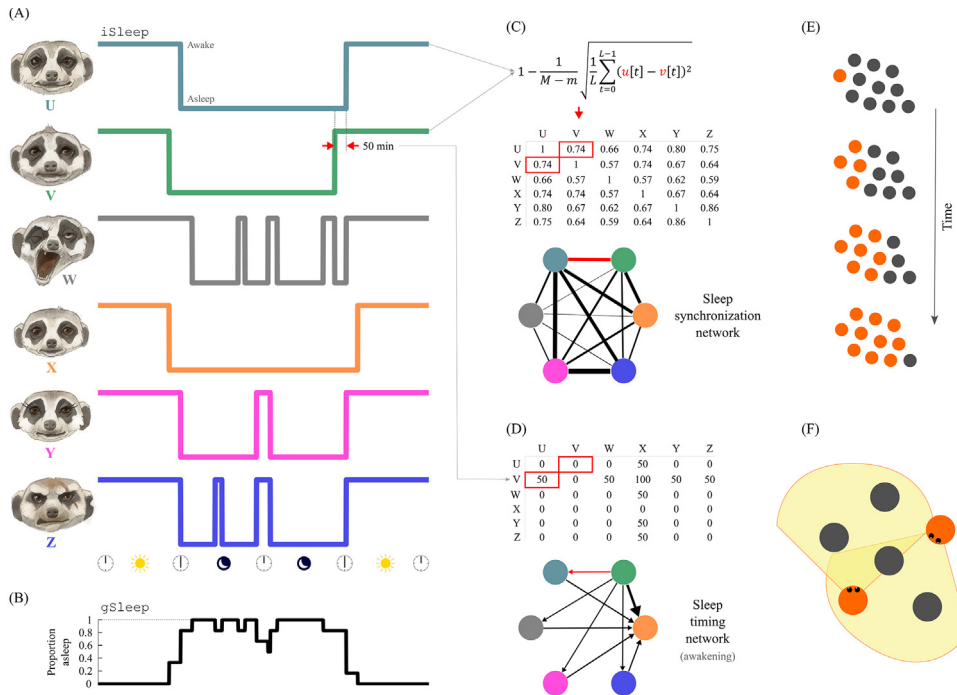 (A)
iSleep
Awake
Asleep
U
50 min
V
W
X
Y
Z
(B)
gSleep
Proportion
asleep
1
0.8
0.6
0.4
0.2
0
(C)
1 − 1/(M − m) √(1/L ∑ t=0 L−1 (u[t] − v[t])²)
U V W X Y Z
U 1 0.74 0.66 0.74 0.80 0.75
V 0.74 1 0.57 0.74 0.67 0.64
W 0.66 0.57 1 0.57 0.62 0.59
X 0.74 0.74 0.57 1 0.67 0.64
Y 0.80 0.67 0.62 0.67 1 0.86
Z 0.75 0.64 0.59 0.64 0.86 1
Sleep
synchronization
network
(D)
U V W X Y Z
U 0 0 0 50 0 0
V 50 0 50 100 50 50
W 0 0 0 50 0 0
X 0 0 0 0 0 0
Y 0 0 0 50 0 0
Z 0 0 0 50 0 0
Sleep
timing
network
(awakening)
(E)
Time
(F)